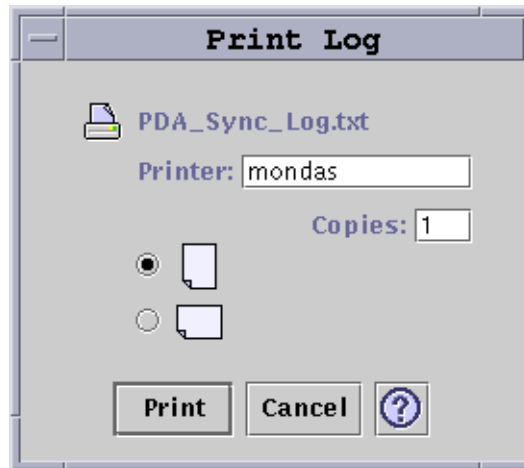 Print Log
PDA_Sync_Log.txt
Printer: mondas
Copies: 1
Print Cancel ?